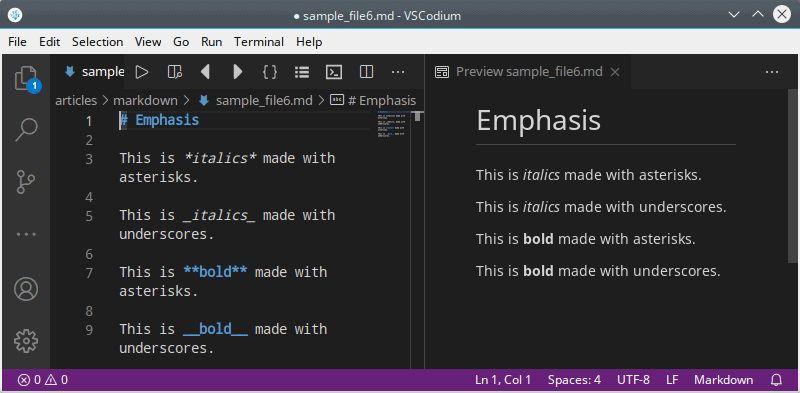 ● sample_file6.md - VSCodium
File Edit Selection View Go Run Terminal Help
1
sample
Preview sample_file6.md
articles > markdown > sample_file6.md > abc # Emphasis
1 # Emphasis
2
3 This is *italics* made with
asterisks.
4
5 This is _italics_ made with
underscores.
6
7 This is **bold** made with
asterisks.
8
9 This is __bold__ made with
underscores.
Emphasis
This is italics made with asterisks.
This is italics made with underscores.
This is bold made with asterisks.
This is bold made with underscores.
0 0 Ln 1, Col 1 Spaces: 4 UTF-8 LF Markdown